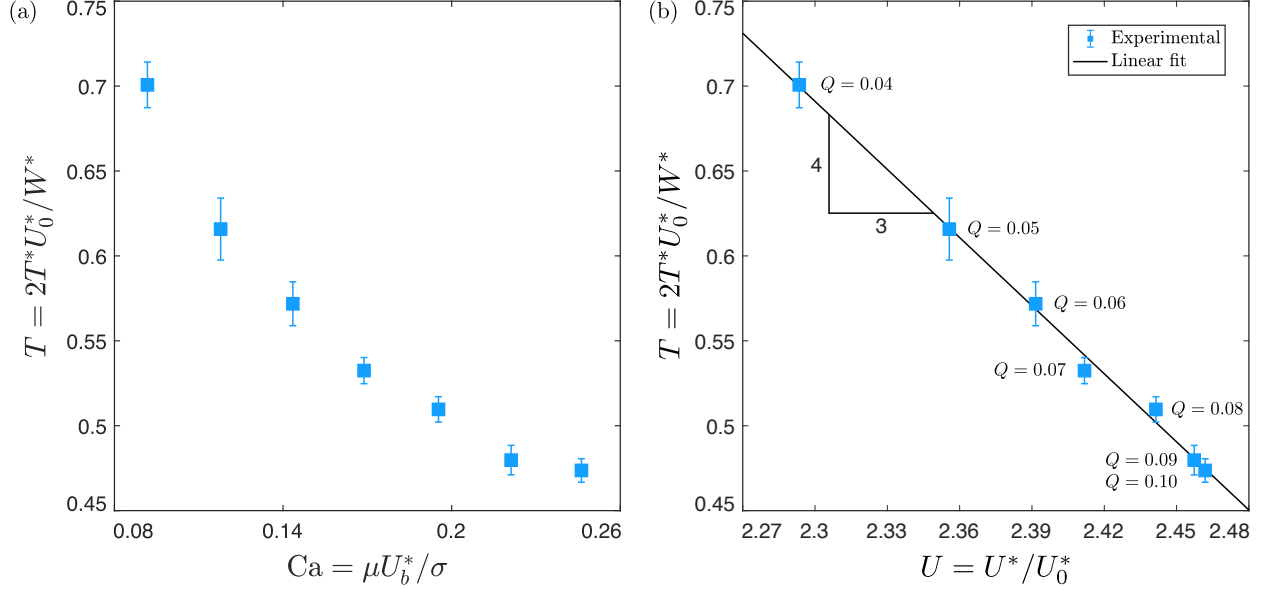 (a)
0.75
0.7
0.65
0.6
0.55
0.5
0.45
0.08
0.14
0.2
0.26
T = 2T*U₀*/W*
Ca = μU_b*/σ
(b)
0.75
0.7
0.65
0.6
0.55
0.5
0.45
2.27
2.3
2.33
2.36
2.39
2.42
2.45
2.48
T = 2T*U₀*/W*
U = U*/U₀*
Experimental
Linear fit
Q = 0.04
4
3
Q = 0.05
Q = 0.06
Q = 0.07
Q = 0.08
Q = 0.09
Q = 0.10